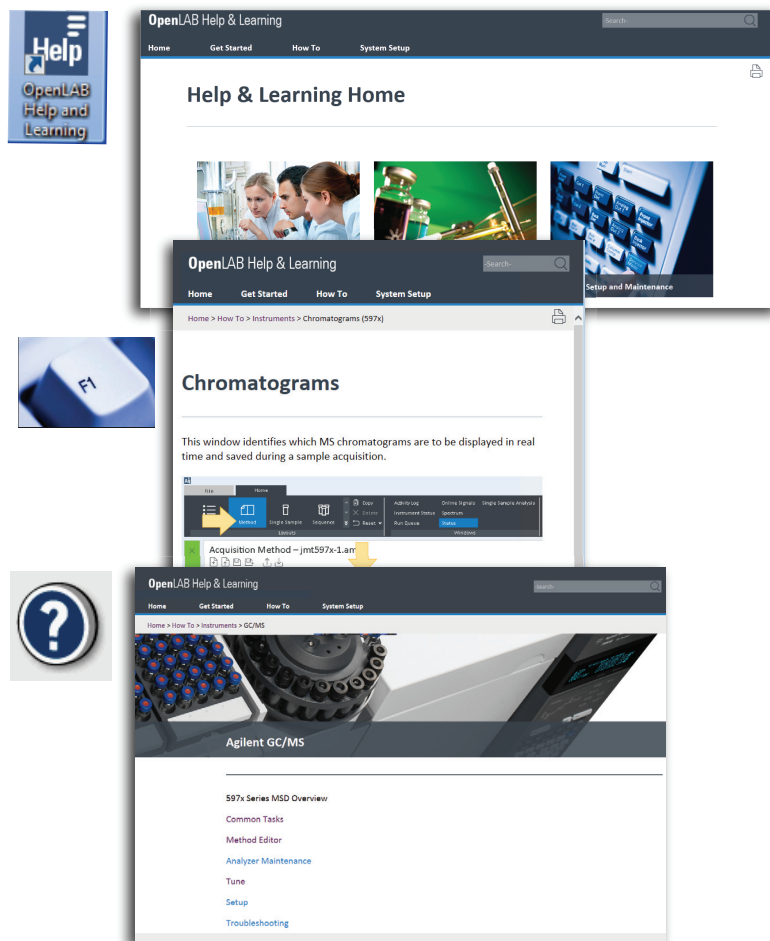 Help
OpenLAB
Help and
Learning
OpenLAB Help & Learning
Search-
Home Get Started How To System Setup
Help & Learning Home
Setup and Maintenance
OpenLAB Help & Learning
-Search-
Home Get Started How To System Setup
Home > How To > Instruments > Chromatograms (597x)
F1
Chromatograms
This window identifies which MS chromatograms are to be displayed in real
time and saved during a sample acquisition.
File Home
Method Single Sample Sequence
Copy
Delete
Reset
Activity Log Online Signals Single Sample Analysis
Instrument Status Spectrum
Run Queue Status
Layouts Windows
Acquisition Method – jmt597x-1.am
?
OpenLAB Help & Learning
Search-
Home Get Started How To System Setup
Home > How To > Instruments > GC/MS
Agilent GC/MS
597x Series MSD Overview
Common Tasks
Method Editor
Analyzer Maintenance
Tune
Setup
Troubleshooting